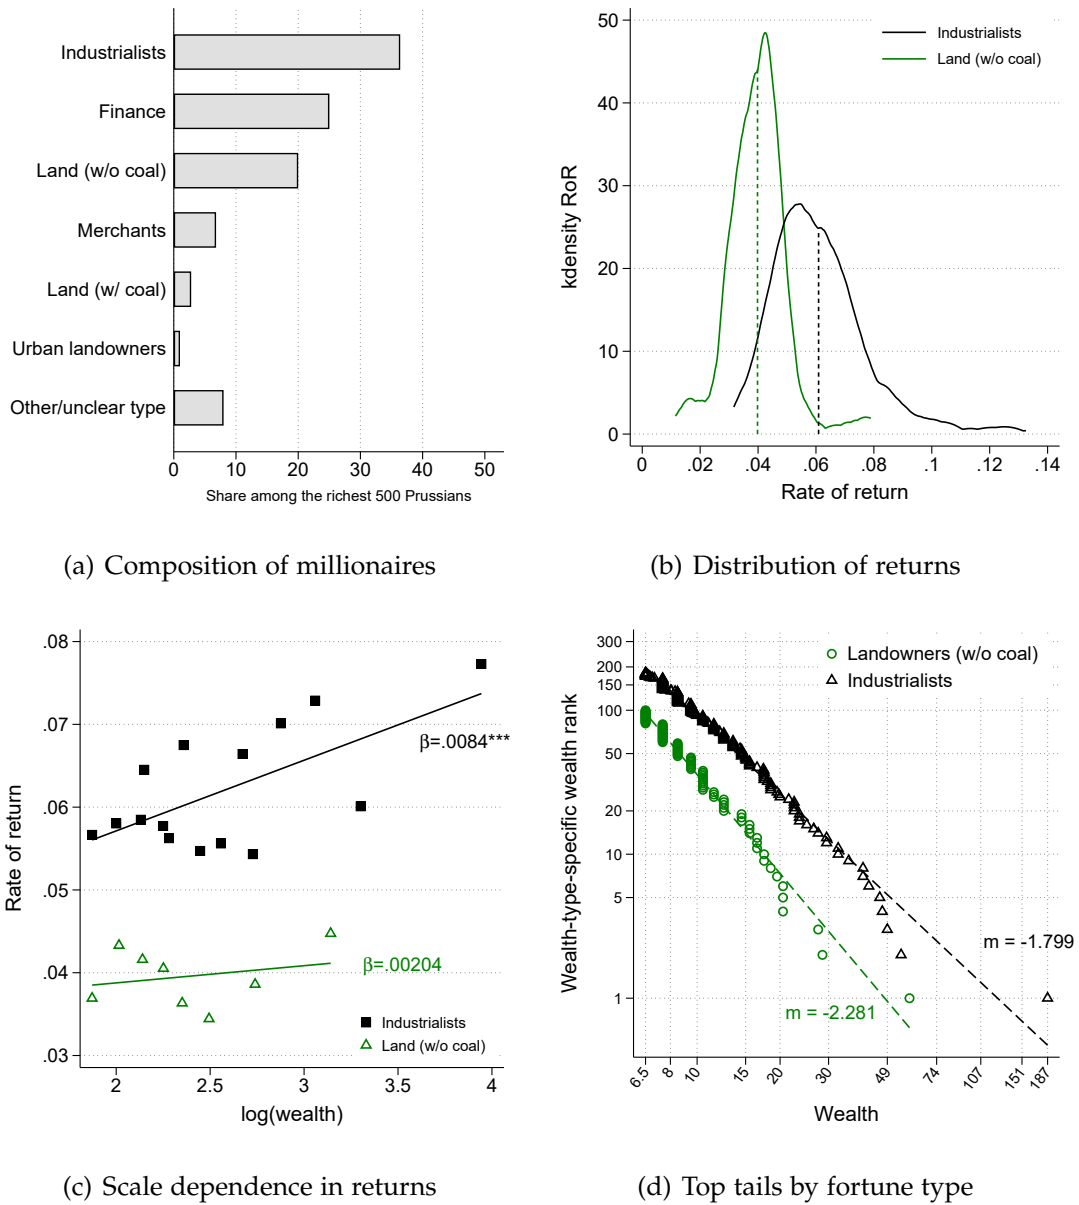 Industrialists
Finance
Land (w/o coal)
Merchants
Land (w/ coal)
Urban landowners
Other/unclear type
0 10 20 30 40 50
Share among the richest 500 Prussians
(a) Composition of millionaires
50
40
30
20
10
0
kdensity RoR
Industrialists
Land (w/o coal)
0 .02 .04 .06 .08 .1 .12 .14
Rate of return
(b) Distribution of returns
.08
.07
.06
.05
.04
.03
Rate of return
β=.0084***
β=.00204
Industrialists
Land (w/o coal)
2 2.5 3 3.5 4
log(wealth)
(c) Scale dependence in returns
300
200
150
100
50
20
10
5
1
Wealth-type-specific wealth rank
Landowners (w/o coal)
Industrialists
m = -1.799
m = -2.281
6.5 8 10 15 20 30 49 74 107 151 187
Wealth
(d) Top tails by fortune type